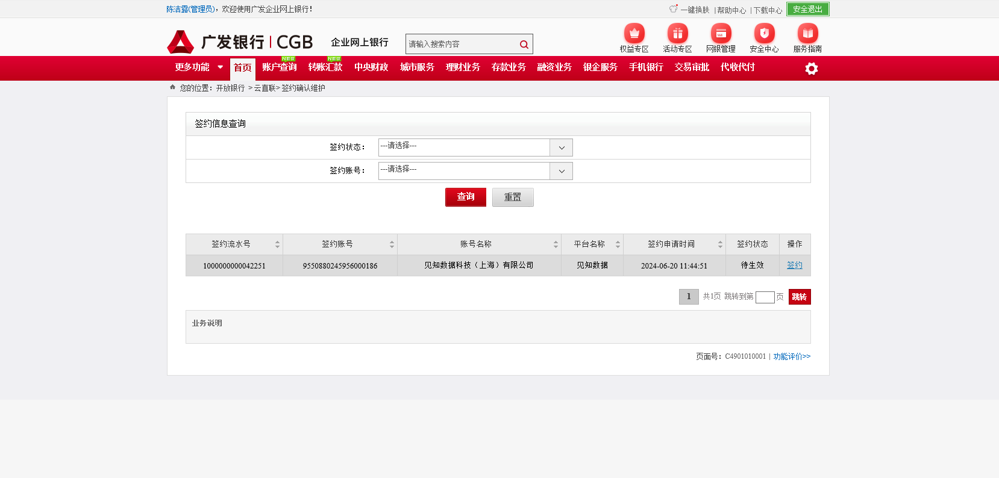 陈洁露(管理员)，欢迎使用广发企业网上银行！
一键换肤 | 帮助中心 | 下载中心 安全退出
广发银行 | CGB 企业网上银行 请输入搜索内容
权益专区 活动专区 网银管理 安全中心 服务指南
NEW NEW
更多功能 首页 账户查询 转账汇款 中央财政 城市服务 理财业务 存款业务 融资业务 银企服务 手机银行 交易审批 代收代付
您的位置：开放银行 > 云直联> 签约确认维护
签约信息查询
签约状态： ---请选择---
签约账号： ---请选择---
查询 重置
签约流水号 签约账号 账号名称 平台名称 签约申请时间 签约状态 操作
1000000000042251 9550880245956000186 见知数据科技（上海）有限公司 见知数据 2024-06-20 11:44:51 待生效 签约
1 共1页 跳转到第 页 跳转
业务说明
页面号：C4901010001 | 功能评价>>